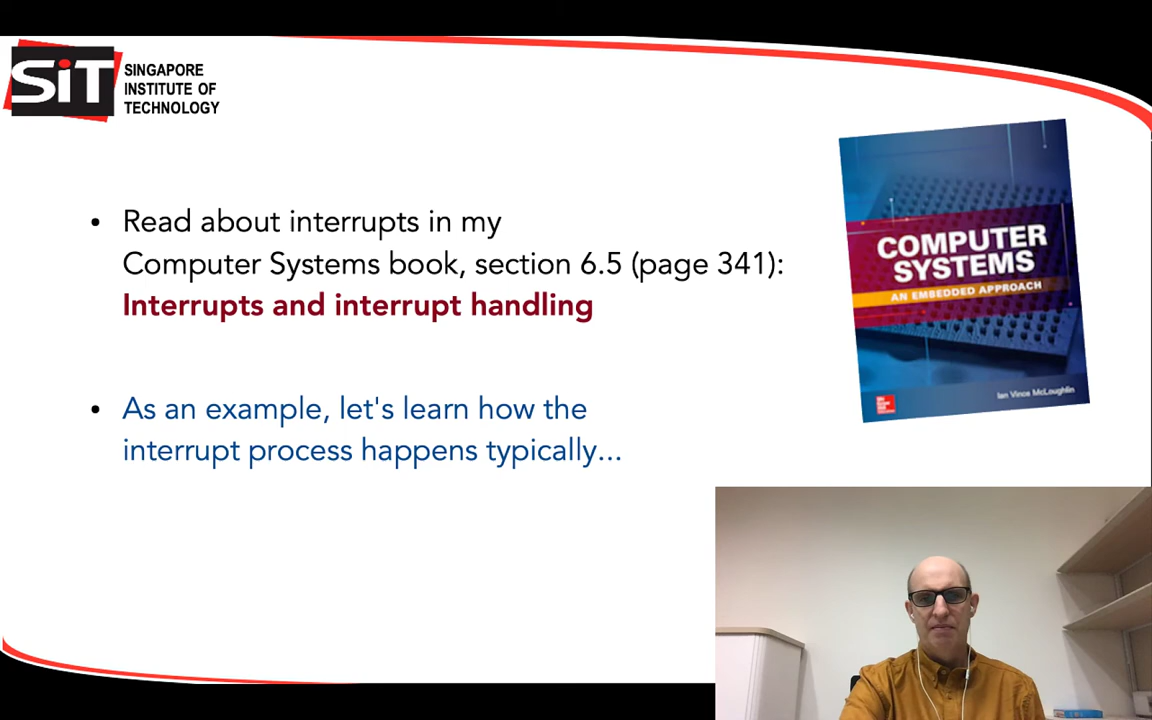 SiT
SINGAPORE
INSTITUTE OF
TECHNOLOGY
• Read about interrupts in my
Computer Systems book, section 6.5 (page 341):
Interrupts and interrupt handling
• As an example, let's learn how the
interrupt process happens typically...
COMPUTER
SYSTEMS
AN EMBEDDED APPROACH
Ian Vince McLoughlin